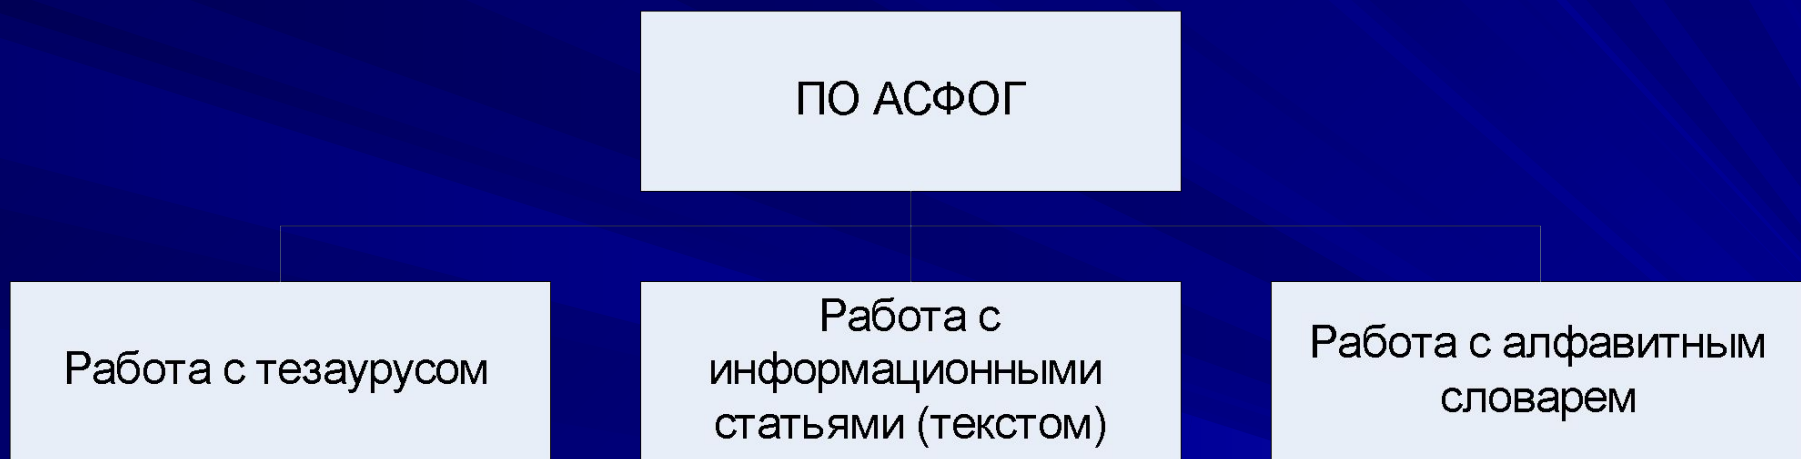 ПО АСФОГ
Работа с тезаурусом
Работа с
информационными
статьями (текстом)
Работа с алфавитным
словарем